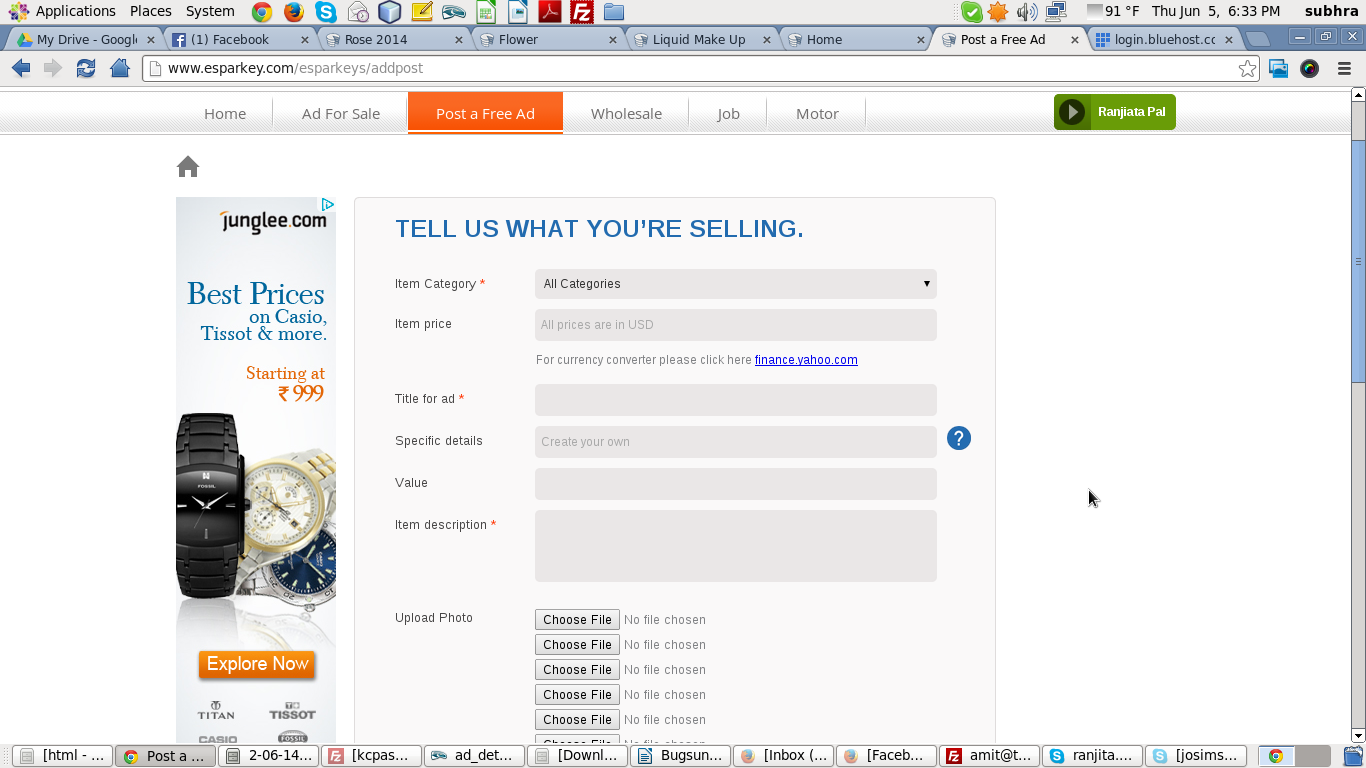 Applications Places System 91 °F Thu Jun 5, 6:33 PM subhra
My Drive - Googl (1) Facebook Rose 2014 Flower Liquid Make Up Home Post a Free Ad login.bluehost.cc
www.esparkey.com/esparkeys/addpost
Home Ad For Sale Post a Free Ad Wholesale Job Motor Ranjiata Pal
junglee.com
Best Prices
on Casio,
Tissot & more.
Starting at
₹ 999
FOSSIL
Explore Now
TITAN TISSOT
CASIO FOSSIL
TELL US WHAT YOU'RE SELLING.
Item Category * All Categories
Item price All prices are in USD
For currency converter please click here finance.yahoo.com
Title for ad *
Specific details Create your own ?
Value
Item description *
Upload Photo Choose File No file chosen
Choose File No file chosen
Choose File No file chosen
Choose File No file chosen
Choose File No file chosen
[html - ... Post a ... 2-06-14... [kcpas... ad_det... [Downl... Bugsun... [Inbox (... [Faceb... amit@t... ranjita.... [josims...